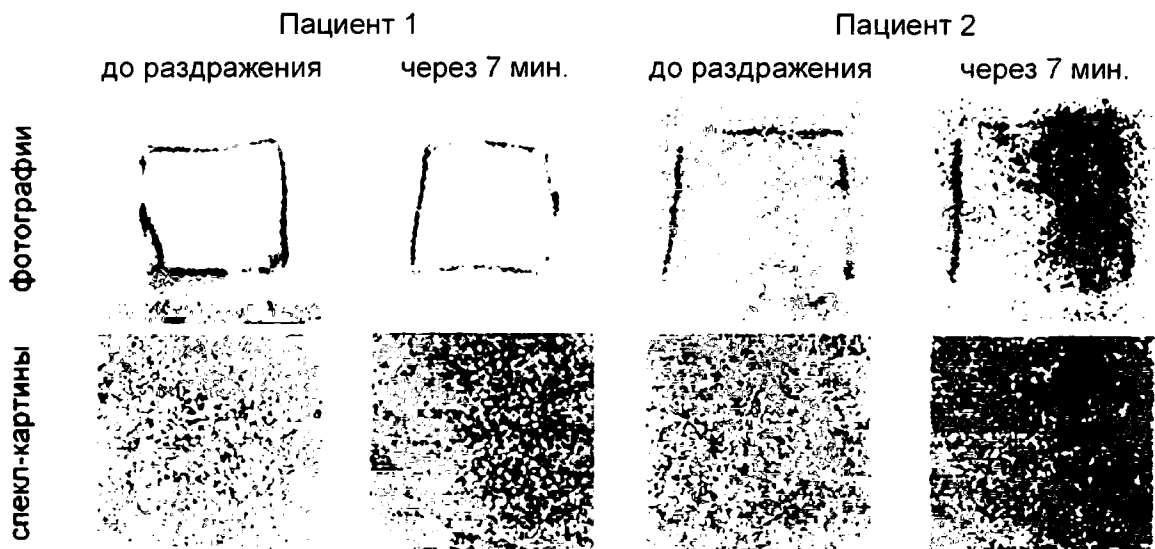 Пациент 1 Пациент 2
до раздражения через 7 мин. до раздражения через 7 мин.
фотографии
спекл-картины